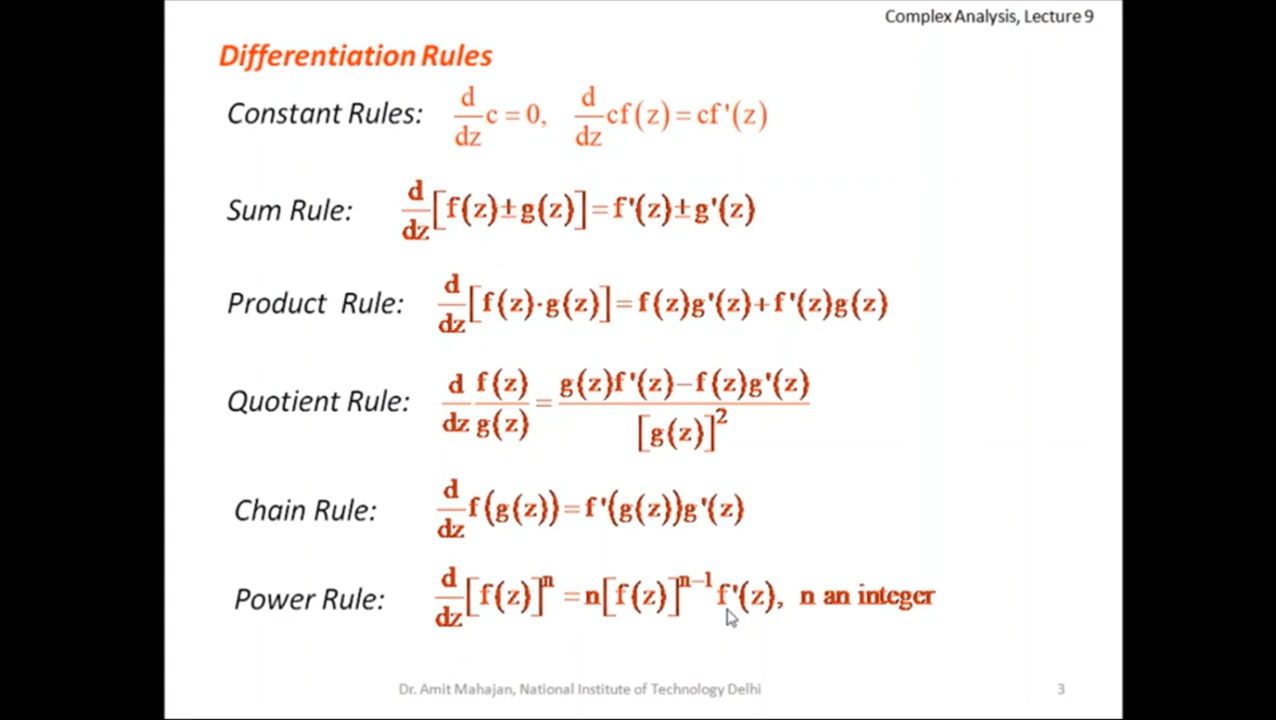 Complex Analysis, Lecture 9
Differentiation Rules
Constant Rules: d/dz c = 0, d/dz cf(z) = cf'(z)
Sum Rule: d/dz [f(z) ± g(z)] = f'(z) ± g'(z)
Product Rule: d/dz [f(z)·g(z)] = f(z)g'(z) + f'(z)g(z)
Quotient Rule: d/dz f(z)/g(z) = (g(z)f'(z) − f(z)g'(z))/[g(z)]²
Chain Rule: d/dz f(g(z)) = f'(g(z))g'(z)
Power Rule: d/dz [f(z)]ⁿ = n[f(z)]ⁿ⁻¹ f'(z), n an integer
Dr. Amit Mahajan, National Institute of Technology Delhi 3